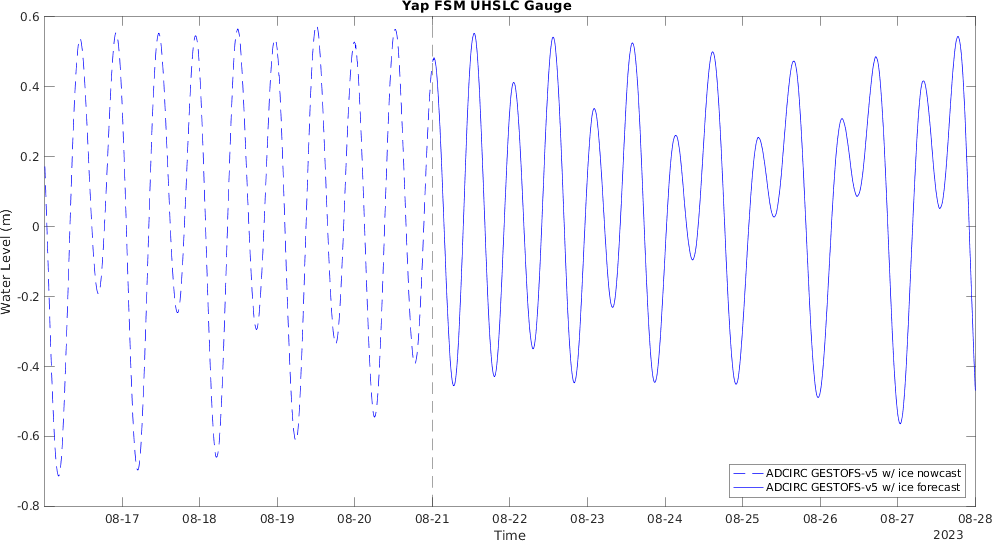 Yap FSM UHSLC Gauge
0.6
0.4
0.2
0
-0.2
-0.4
-0.6
-0.8
Water Level (m)
ADCIRC GESTOFS-v5 w/ ice nowcast
ADCIRC GESTOFS-v5 w/ ice forecast
08-17 08-18 08-19 08-20 08-21 08-22 08-23 08-24 08-25 08-26 08-27 08-28
Time
2023